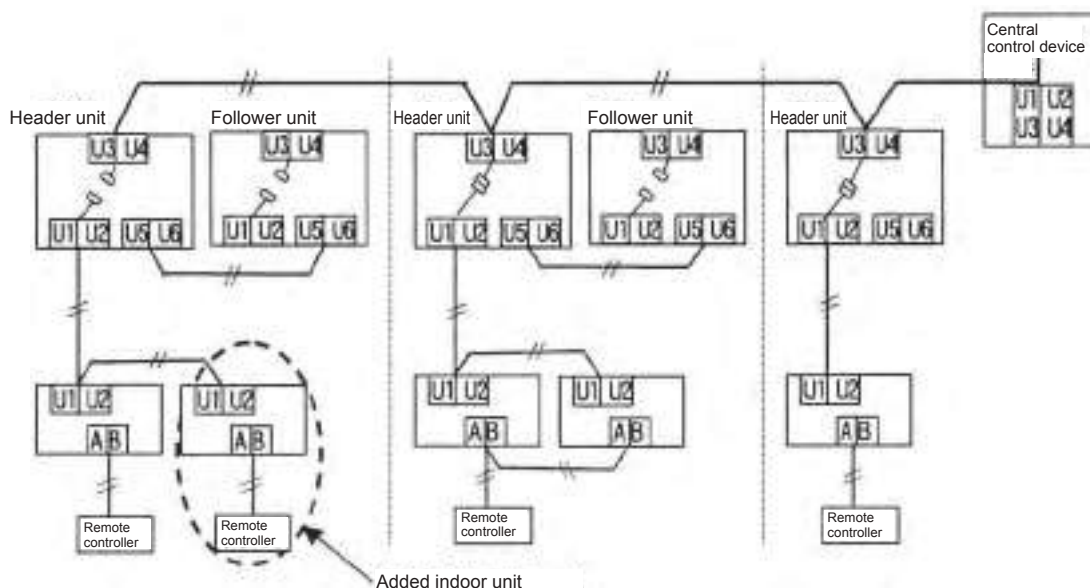 Central
control device
U1 U2
U3 U4
Header unit
Follower unit
Header unit
Follower unit
Header unit
U3 U4
U3 U4
U3 U4
U3 U4
U3 U4
U1 U2 U5 U6
U1 U2 U5 U6
U1 U2 U5 U6
U1 U2 U5 U6
U1 U2 U5 U6
U1 U2
U1 U2
U1 U2
U1 U2
U1 U2
A B
A B
A B
A B
A B
Remote
controller
Remote
controller
Remote
controller
Remote
controller
Added indoor unit